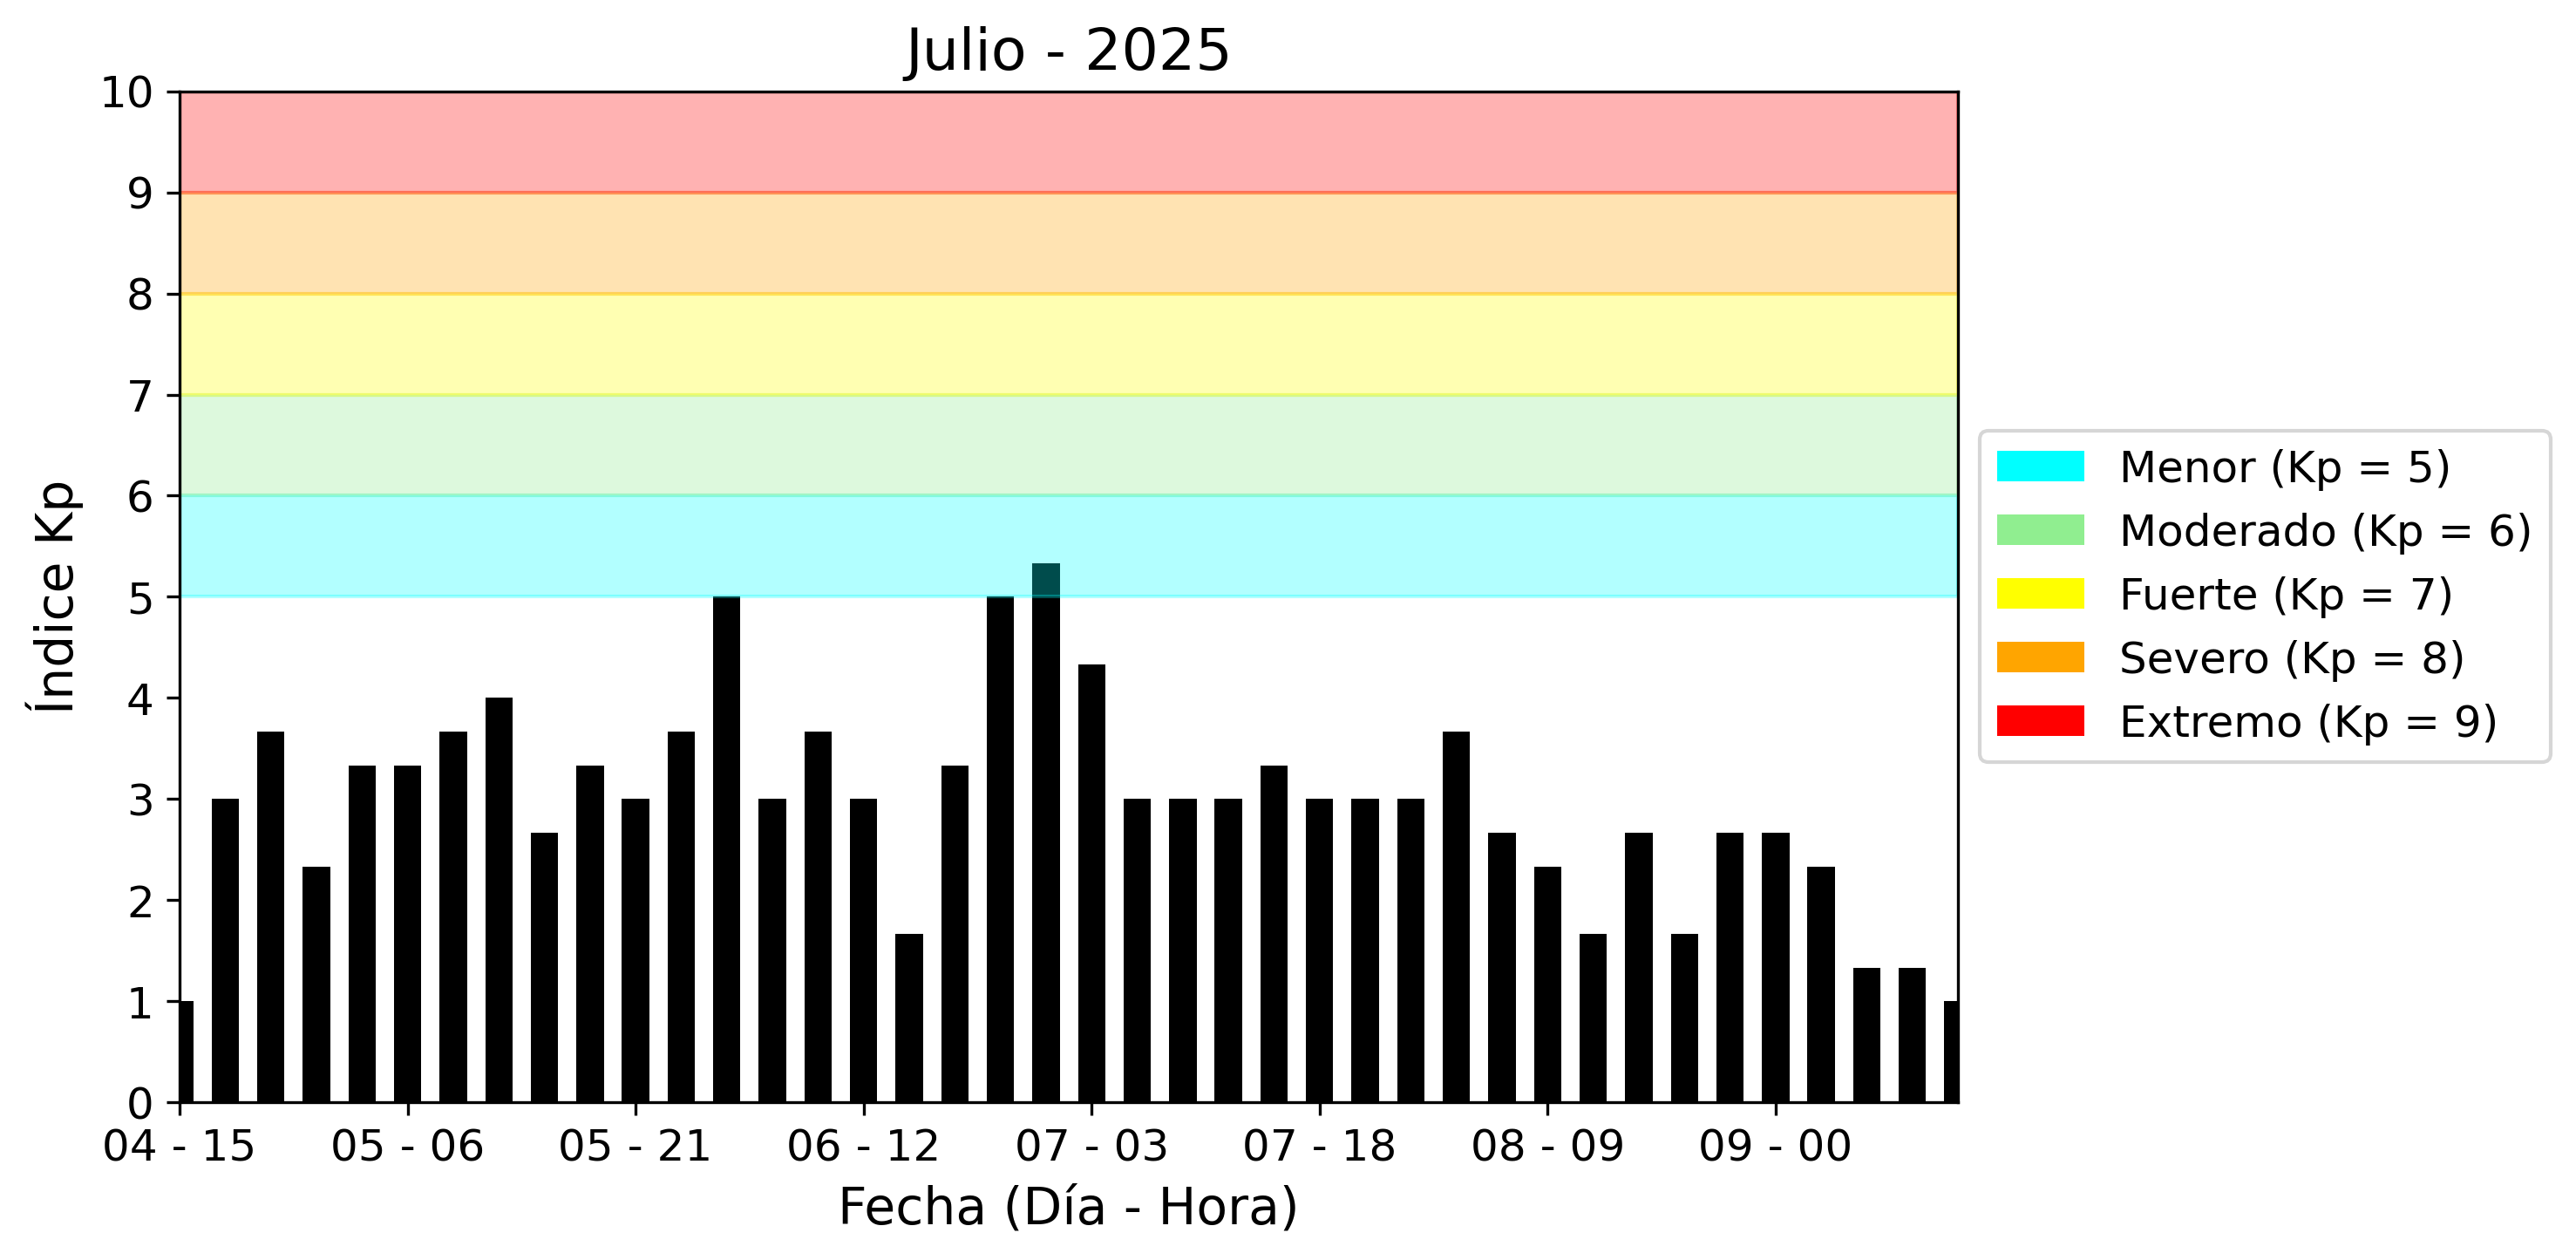 Julio - 2025
10
9
8
7
6
5
4
3
2
1
0
Índice Kp
04 - 15
05 - 06
05 - 21
06 - 12
07 - 03
07 - 18
08 - 09
09 - 00
Fecha (Día - Hora)
Menor (Kp = 5)
Moderado (Kp = 6)
Fuerte (Kp = 7)
Severo (Kp = 8)
Extremo (Kp = 9)